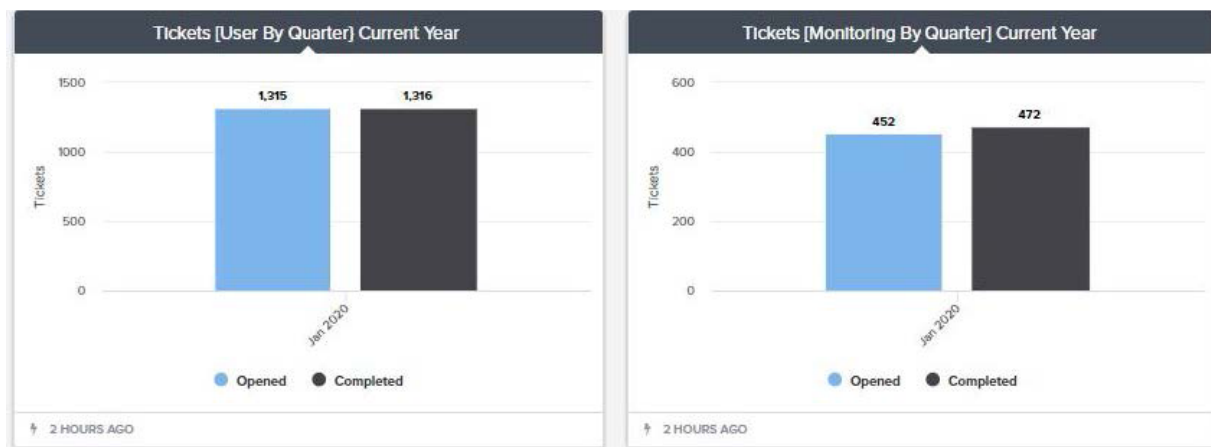 Tickets [User By Quarter} Current Year
1500
1000
500
0
Tickets
1,315
1,316
Jan 2020
Opened
Completed
2 HOURS AGO
Tickets [Monitoring By Quarter] Current Year
600
400
200
0
Tickets
452
472
Jan 2020
Opened
Completed
2 HOURS AGO